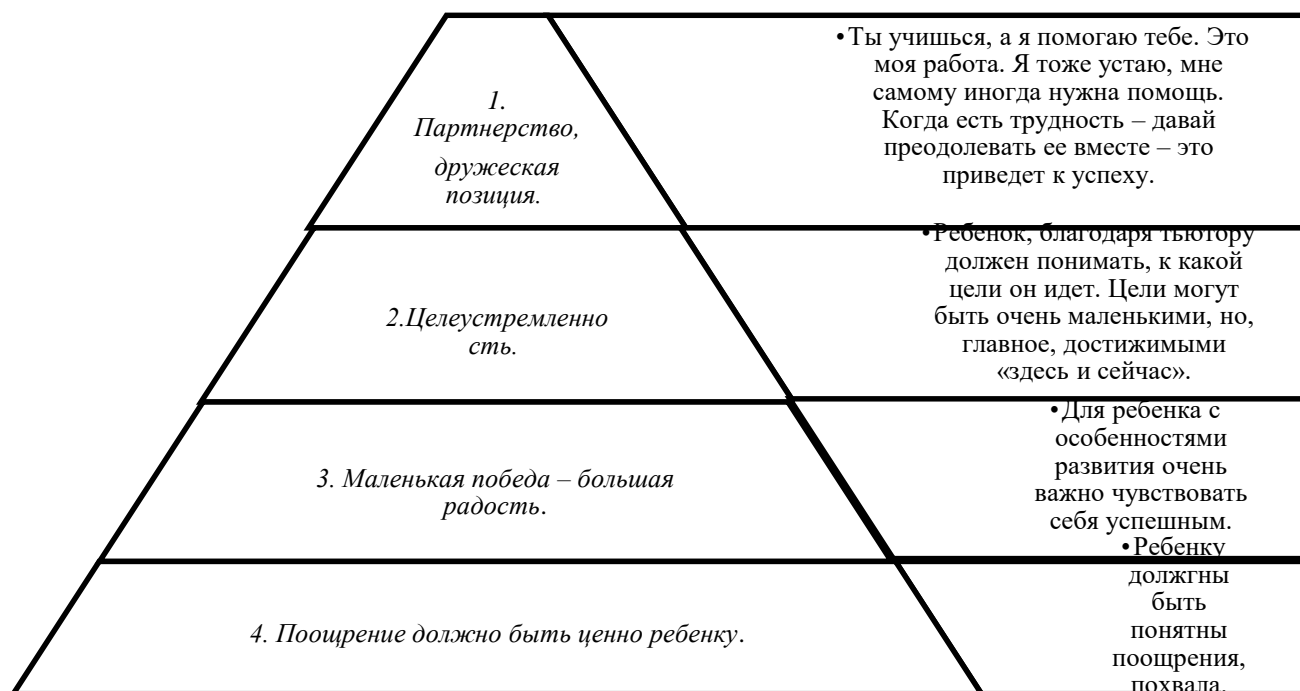 1.
Партнерство,
дружеская
позиция.
•Ты учишься, а я помогаю тебе. Это
моя работа. Я тоже устаю, мне
самому иногда нужна помощь.
Когда есть трудность – давай
преодолевать ее вместе – это
приведет к успеху.
2.Целеустремленно
сть.
•Ребенок, благодаря тьютору
должен понимать, к какой
цели он идет. Цели могут
быть очень маленькими, но,
главное, достижимыми
«здесь и сейчас».
3. Маленькая победа – большая
радость.
•Для ребенка с
особенностями
развития очень
важно чувствовать
себя успешным.
4. Поощрение должно быть ценно ребенку.
•Ребенку
должгны
быть
понятны
поощрения,
похвала.